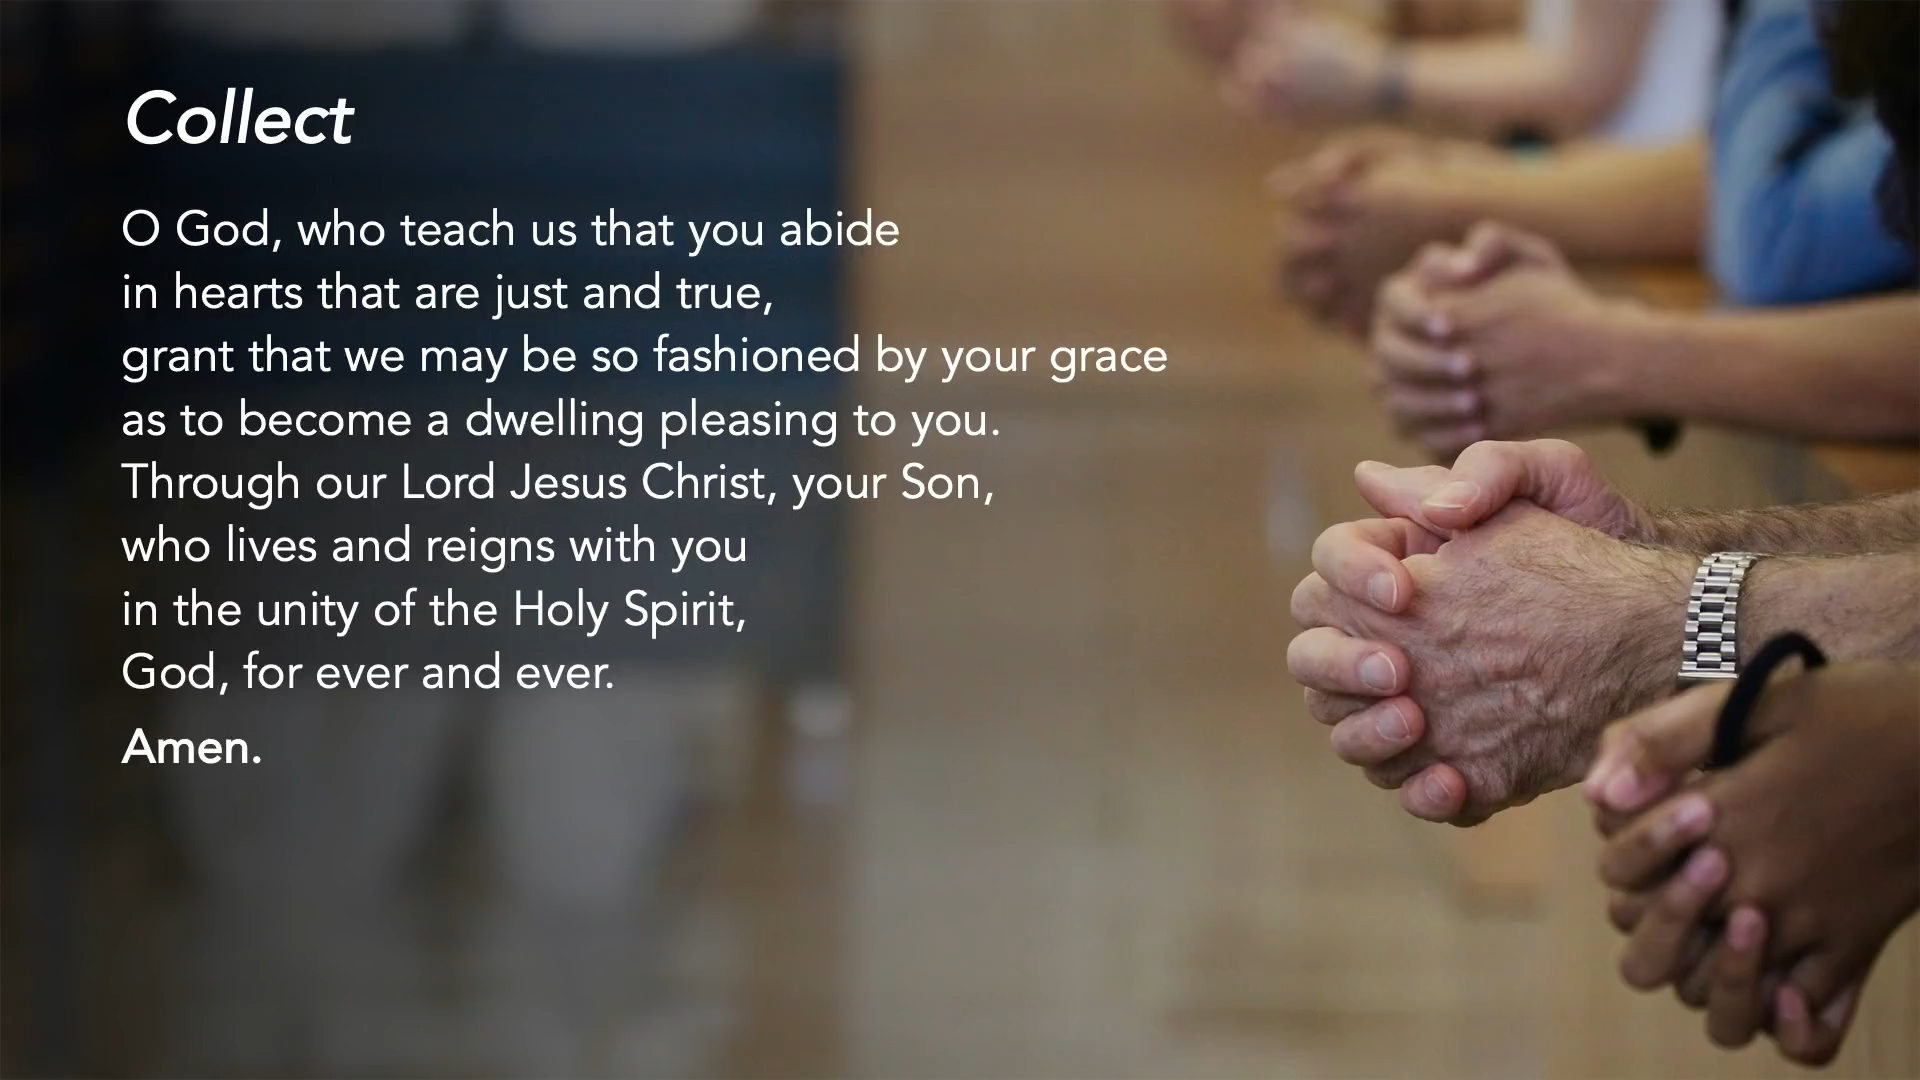 Collect
O God, who teach us that you abide
in hearts that are just and true,
grant that we may be so fashioned by your grace
as to become a dwelling pleasing to you.
Through our Lord Jesus Christ, your Son,
who lives and reigns with you
in the unity of the Holy Spirit,
God, for ever and ever.
Amen.